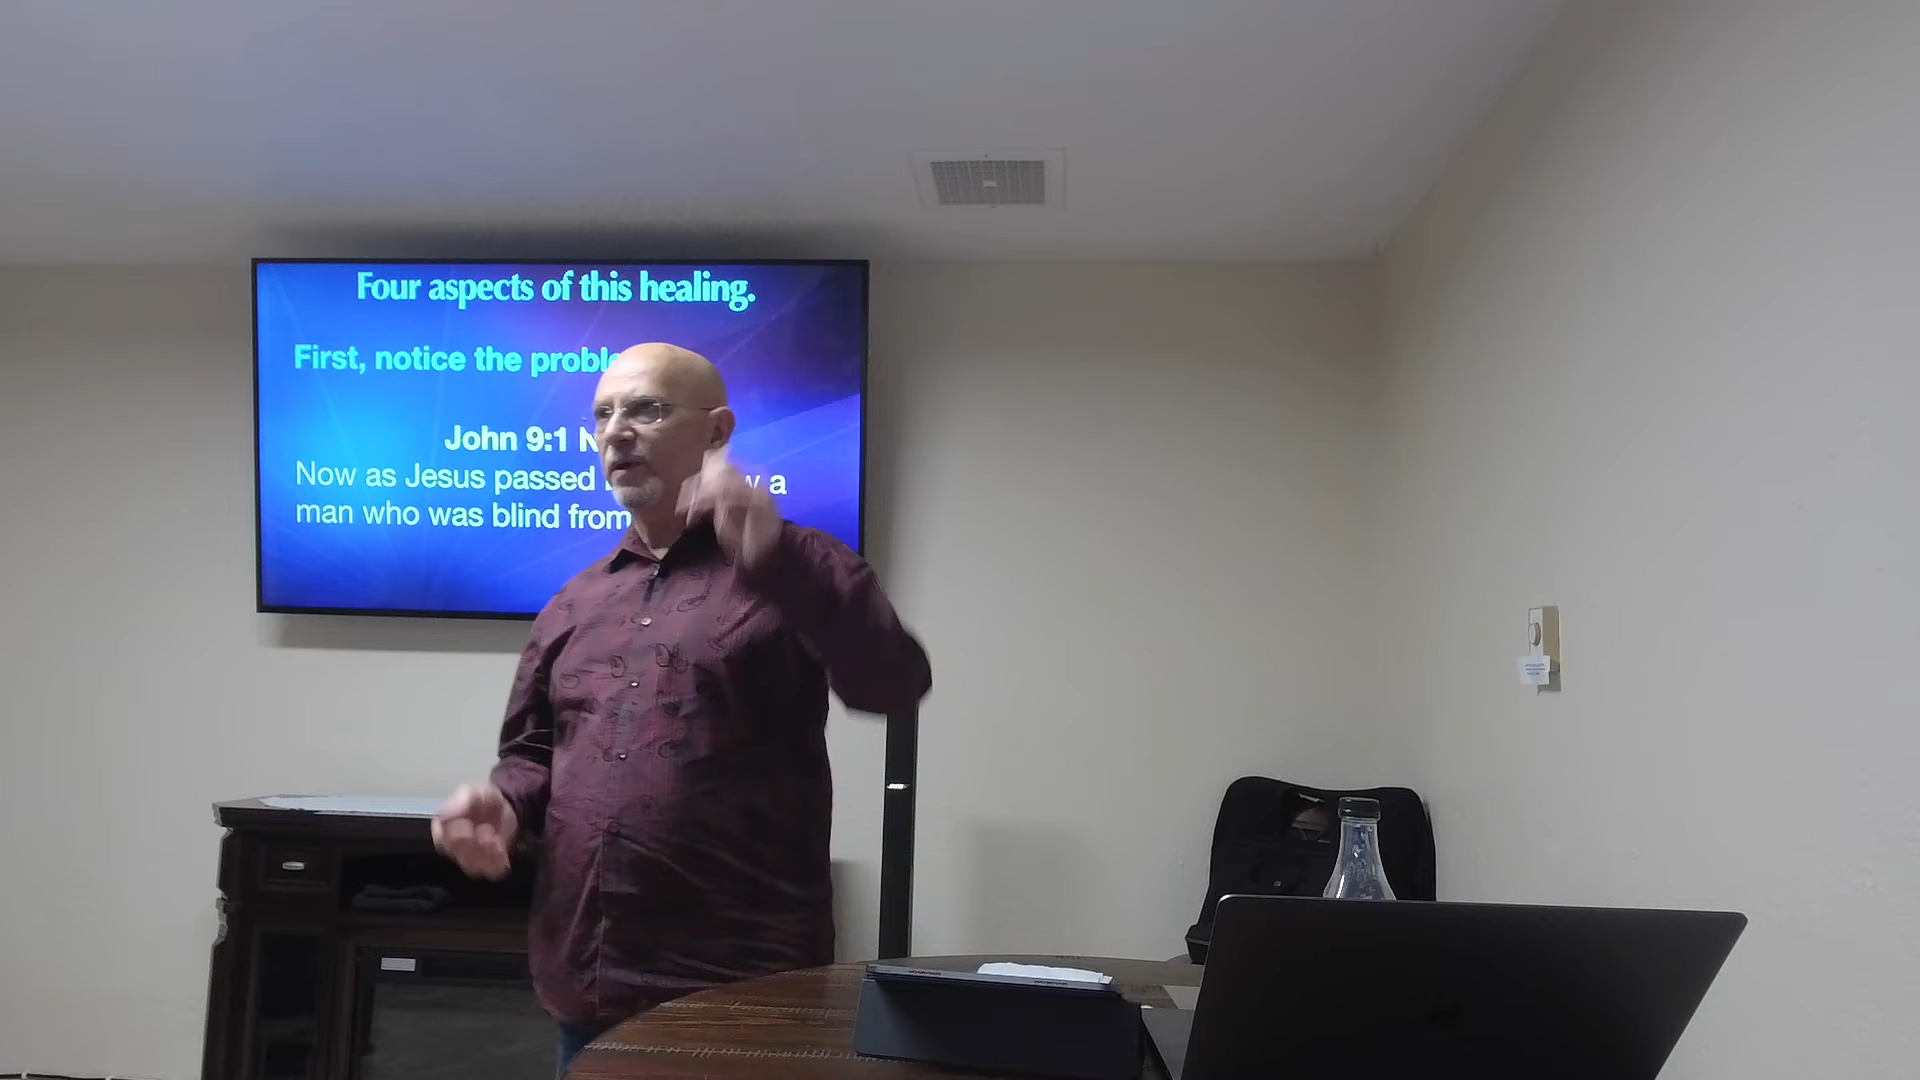 Four aspects of this healing.
First, notice the
John 9:1
Now as Jesus passed a
man who was blind from